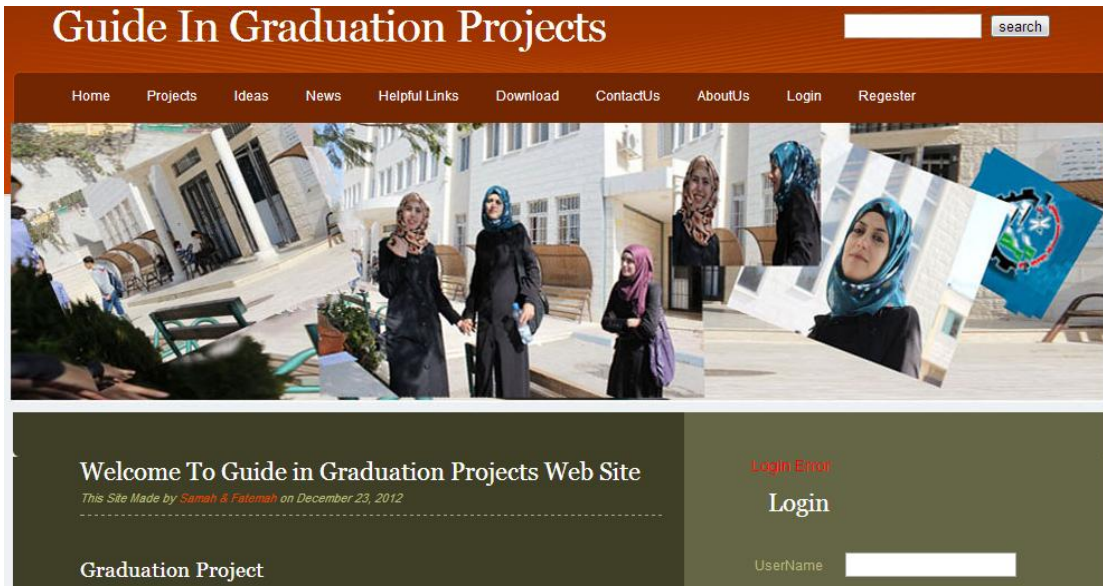 Guide In Graduation Projects
search
Home Projects Ideas News Helpful Links Download ContactUs AboutUs Login Regester
Welcome To Guide in Graduation Projects Web Site
This Site Made by Samah & Fatemah on December 23, 2012
Login Error
Login
Graduation Project
UserName